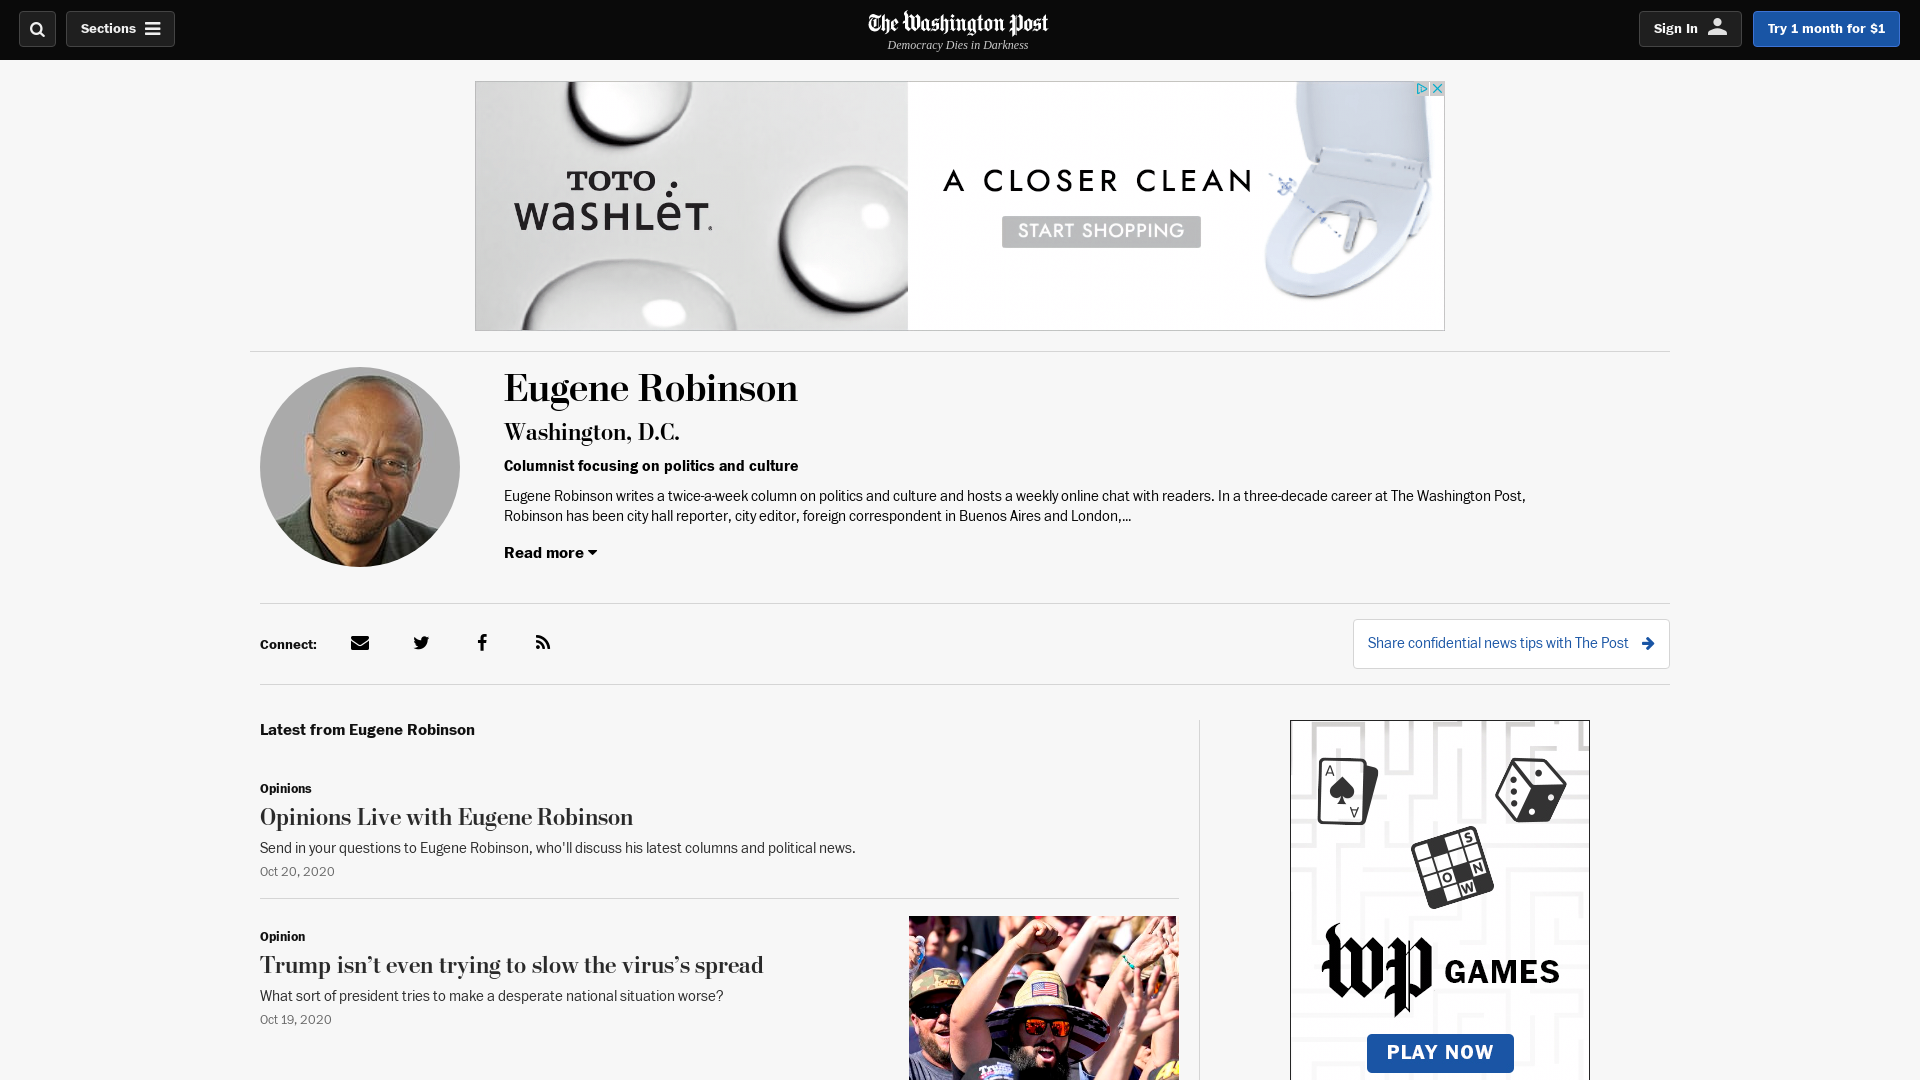 Sections
The Washington Post
Democracy Dies in Darkness
Sign In
Try 1 month for $1
TOTO
WASHLET
A CLOSER CLEAN
START SHOPPING
Eugene Robinson
Washington, D.C.
Columnist focusing on politics and culture
Eugene Robinson writes a twice-a-week column on politics and culture and hosts a weekly online chat with readers. In a three-decade career at The Washington Post,
Robinson has been city hall reporter, city editor, foreign correspondent in Buenos Aires and London,...
Read more
Connect:
Share confidential news tips with The Post
Latest from Eugene Robinson
Opinions
Opinions Live with Eugene Robinson
Send in your questions to Eugene Robinson, who'll discuss his latest columns and political news.
Oct 20, 2020
Opinion
Trump isn’t even trying to slow the virus’s spread
What sort of president tries to make a desperate national situation worse?
Oct 19, 2020
A
A
S
O
N
W
wp GAMES
PLAY NOW